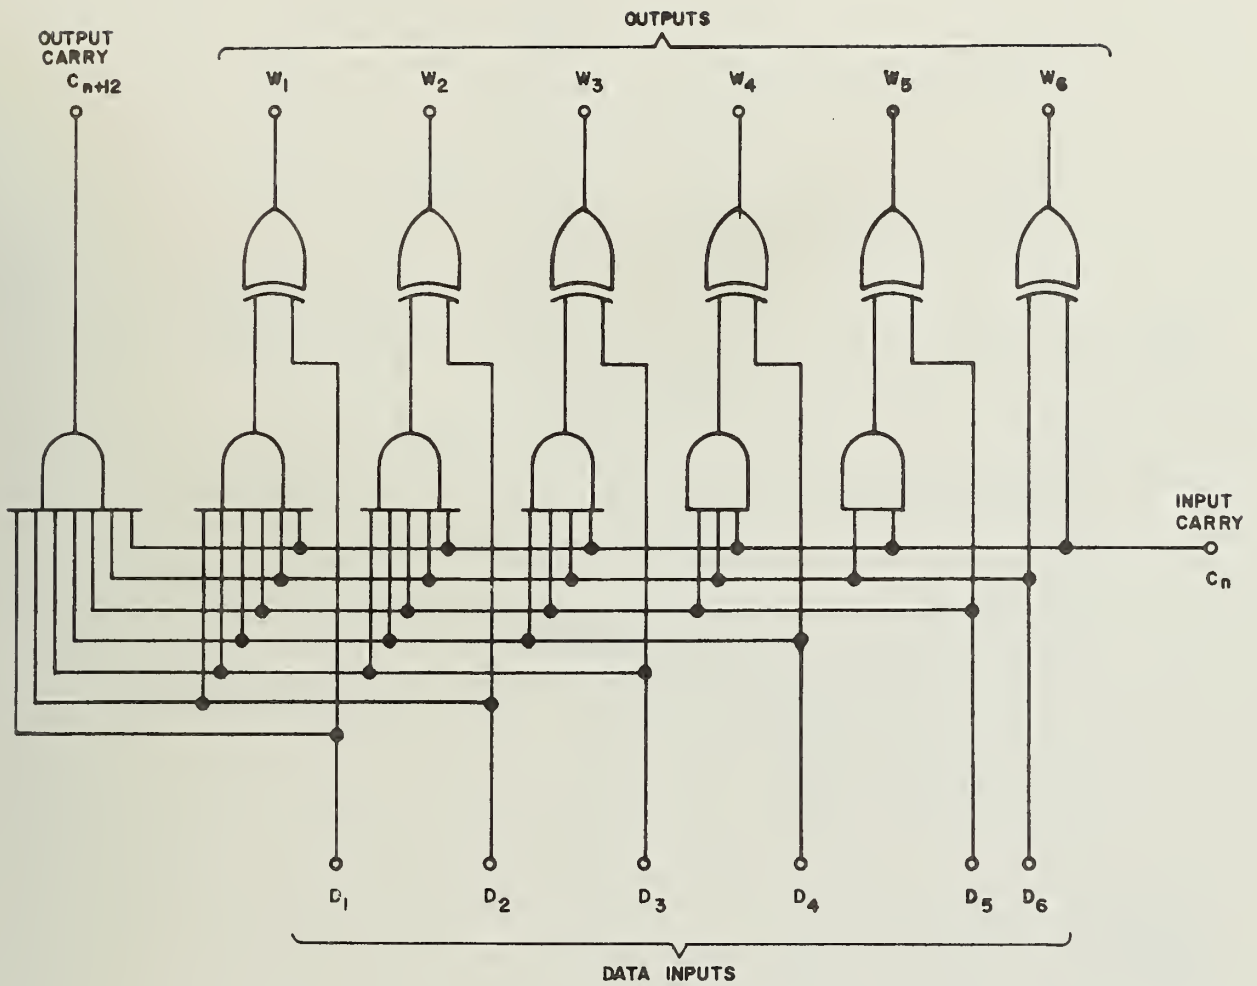 OUTPUTS
OUTPUT
CARRY
Cn+12
W1
W2
W3
W4
W5
W6
INPUT
CARRY
Cn
D1
D2
D3
D4
D5
D6
DATA INPUTS